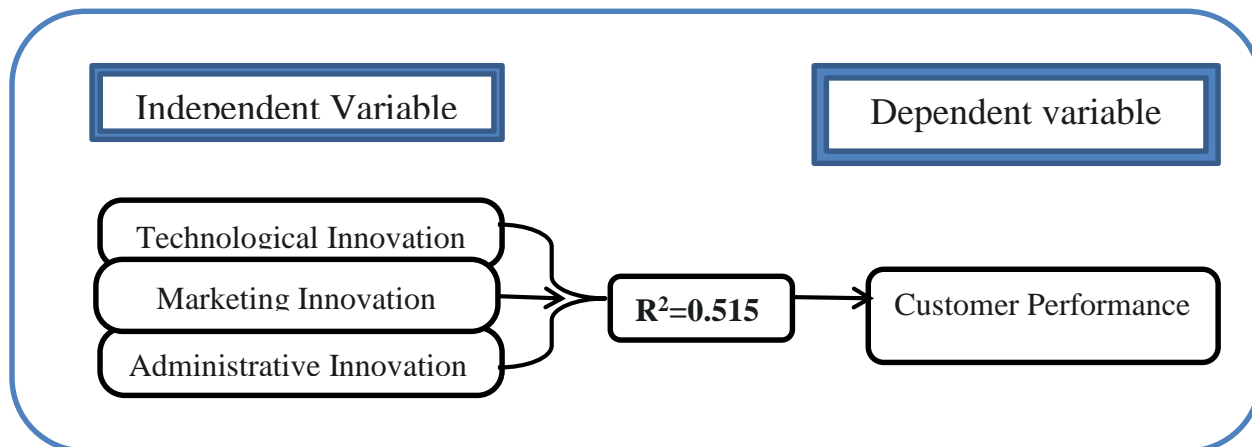 Independent Variable
Dependent variable
Technological Innovation
Marketing Innovation
Administrative Innovation
R²=0.515
Customer Performance